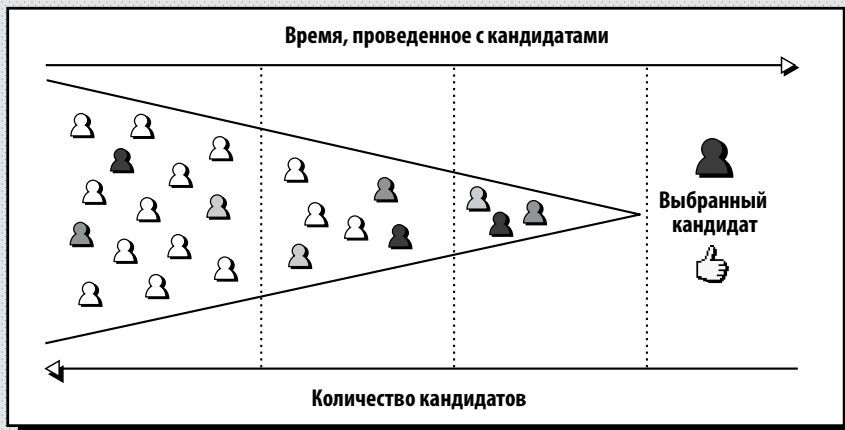 Время, проведенное с кандидатами
Выбранный
кандидат
Количество кандидатов